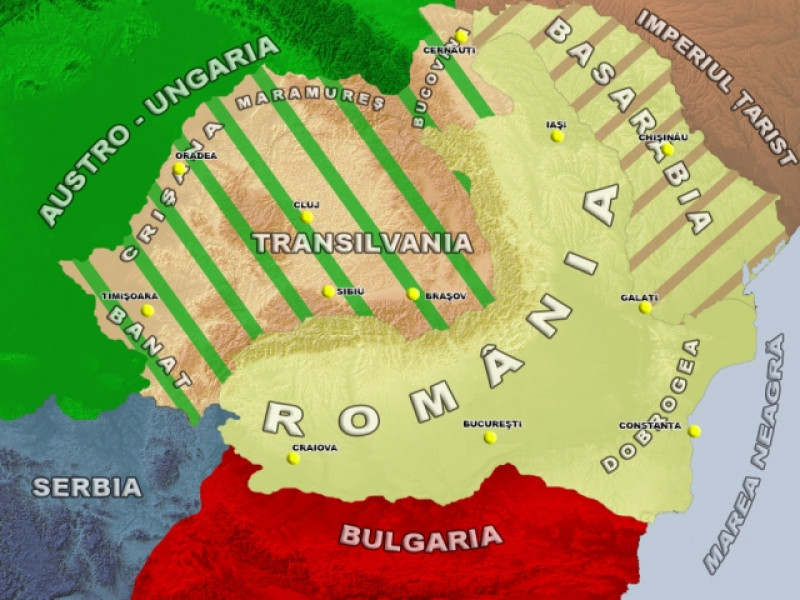 IMPERIUL ȚARIST
AUSTRO - UNGARIA
BASARABIA
BUCOVINA
CERNĂUȚI
MARAMUREȘ
IAȘI
CHIȘINĂU
CRIȘANA
ORADEA
CLUJ
TRANSILVANIA
TIMIȘOARA
SIBIU
BRAȘOV
GALAȚI
BANAT
ROMÂNIA
DOBROGEA
MAREA NEAGRĂ
BUCUREȘTI
CONSTANȚA
CRAIOVA
SERBIA
BULGARIA